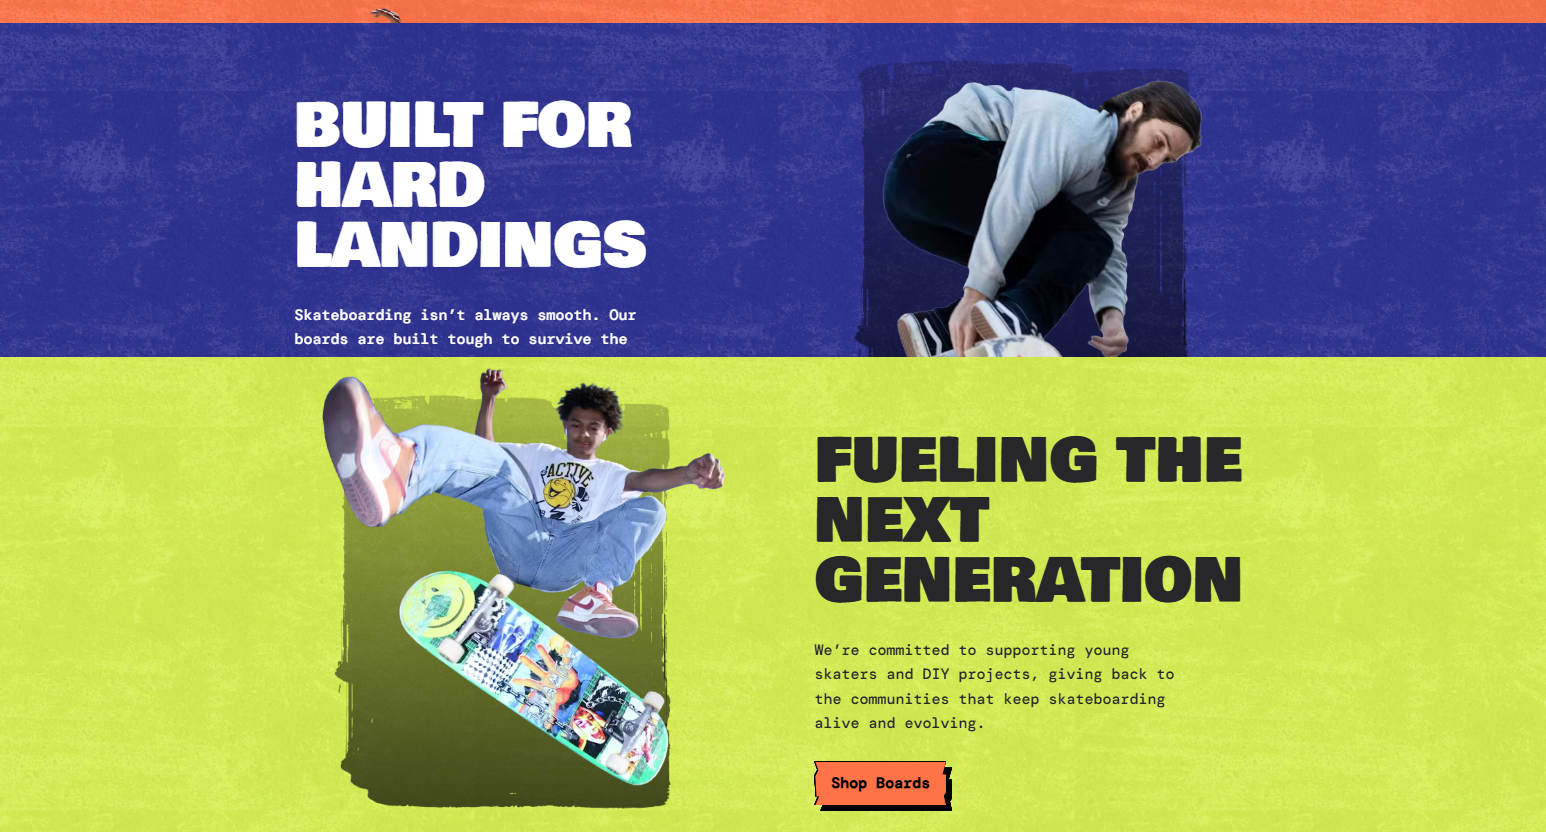 BUILT FOR
HARD
LANDINGS
Skateboarding isn’t always smooth. Our
boards are built tough to survive the
ACTIVE
FUELING THE
NEXT
GENERATION
We’re committed to supporting young
skaters and DIY projects, giving back to
the communities that keep skateboarding
alive and evolving.
Shop Boards